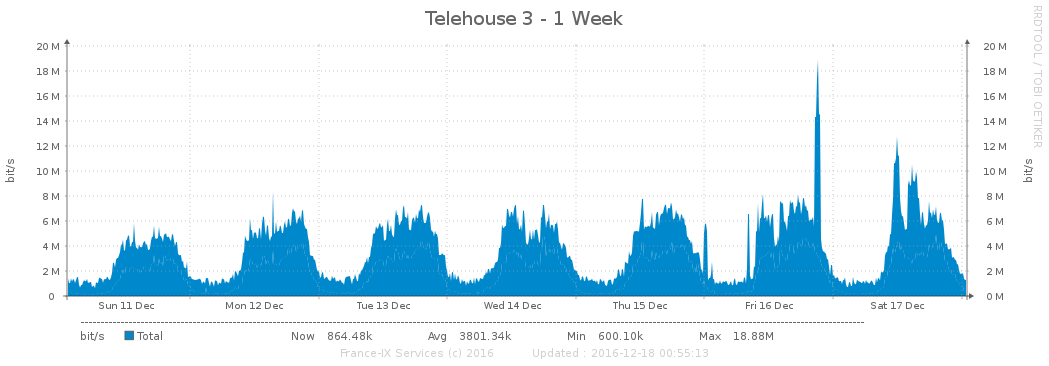 Telehouse 3 - 1 Week
RRDTOOL / TOBI OETIKER
20 M 20 M
18 M 18 M
16 M 16 M
14 M 14 M
12 M 12 M
10 M 10 M
8 M 8 M
6 M 6 M
4 M 4 M
2 M 2 M
0 0 M
bit/s bit/s
Sun 11 Dec Mon 12 Dec Tue 13 Dec Wed 14 Dec Thu 15 Dec Fri 16 Dec Sat 17 Dec
bit/s Total Now 864.48k Avg 3801.34k Min 600.10k Max 18.88M
France-IX Services (c) 2016 Updated : 2016-12-18 00:55:13